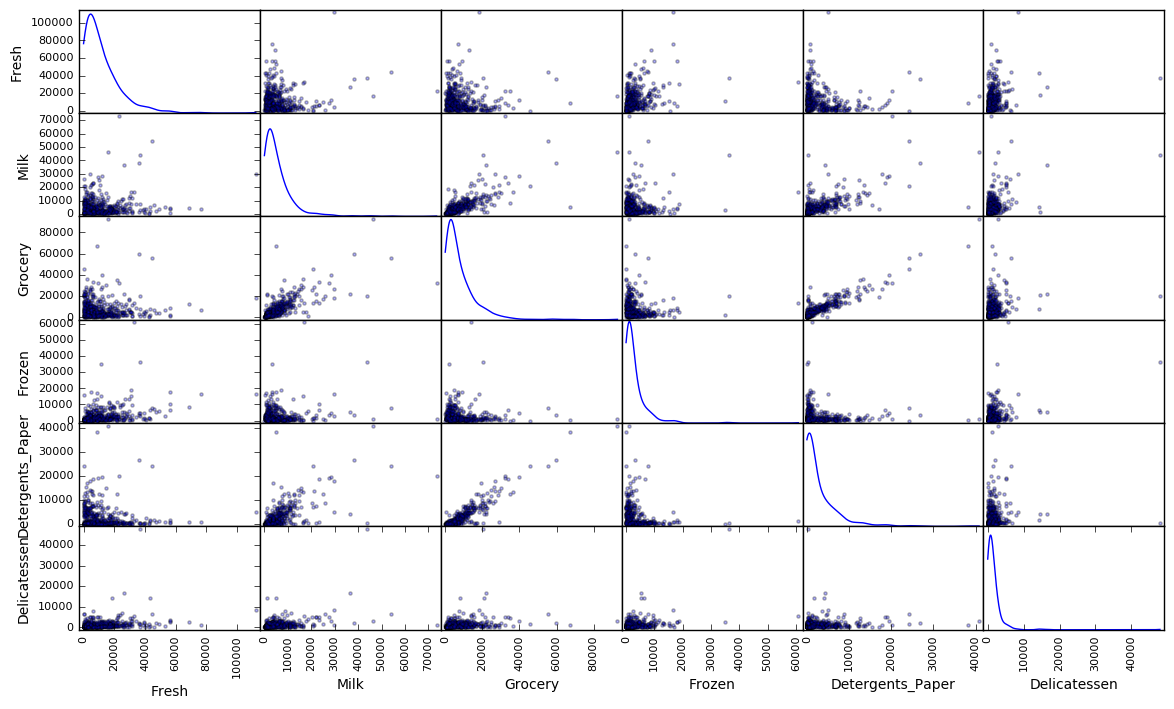 Fresh
100000
80000
60000
40000
20000
0
Milk
70000
60000
50000
40000
30000
20000
10000
0
Grocery
80000
60000
40000
20000
0
Frozen
60000
50000
40000
30000
20000
10000
0
Detergents_Paper
40000
30000
20000
10000
0
Delicatessen
40000
30000
20000
10000
0
0 20000 40000 60000 80000 100000
0 10000 20000 30000 40000 50000 60000 70000
0 20000 40000 60000 80000
0 10000 20000 30000 40000 50000 60000
0 10000 20000 30000 40000
0 10000 20000 30000 40000
Fresh Milk Grocery Frozen Detergents_Paper Delicatessen